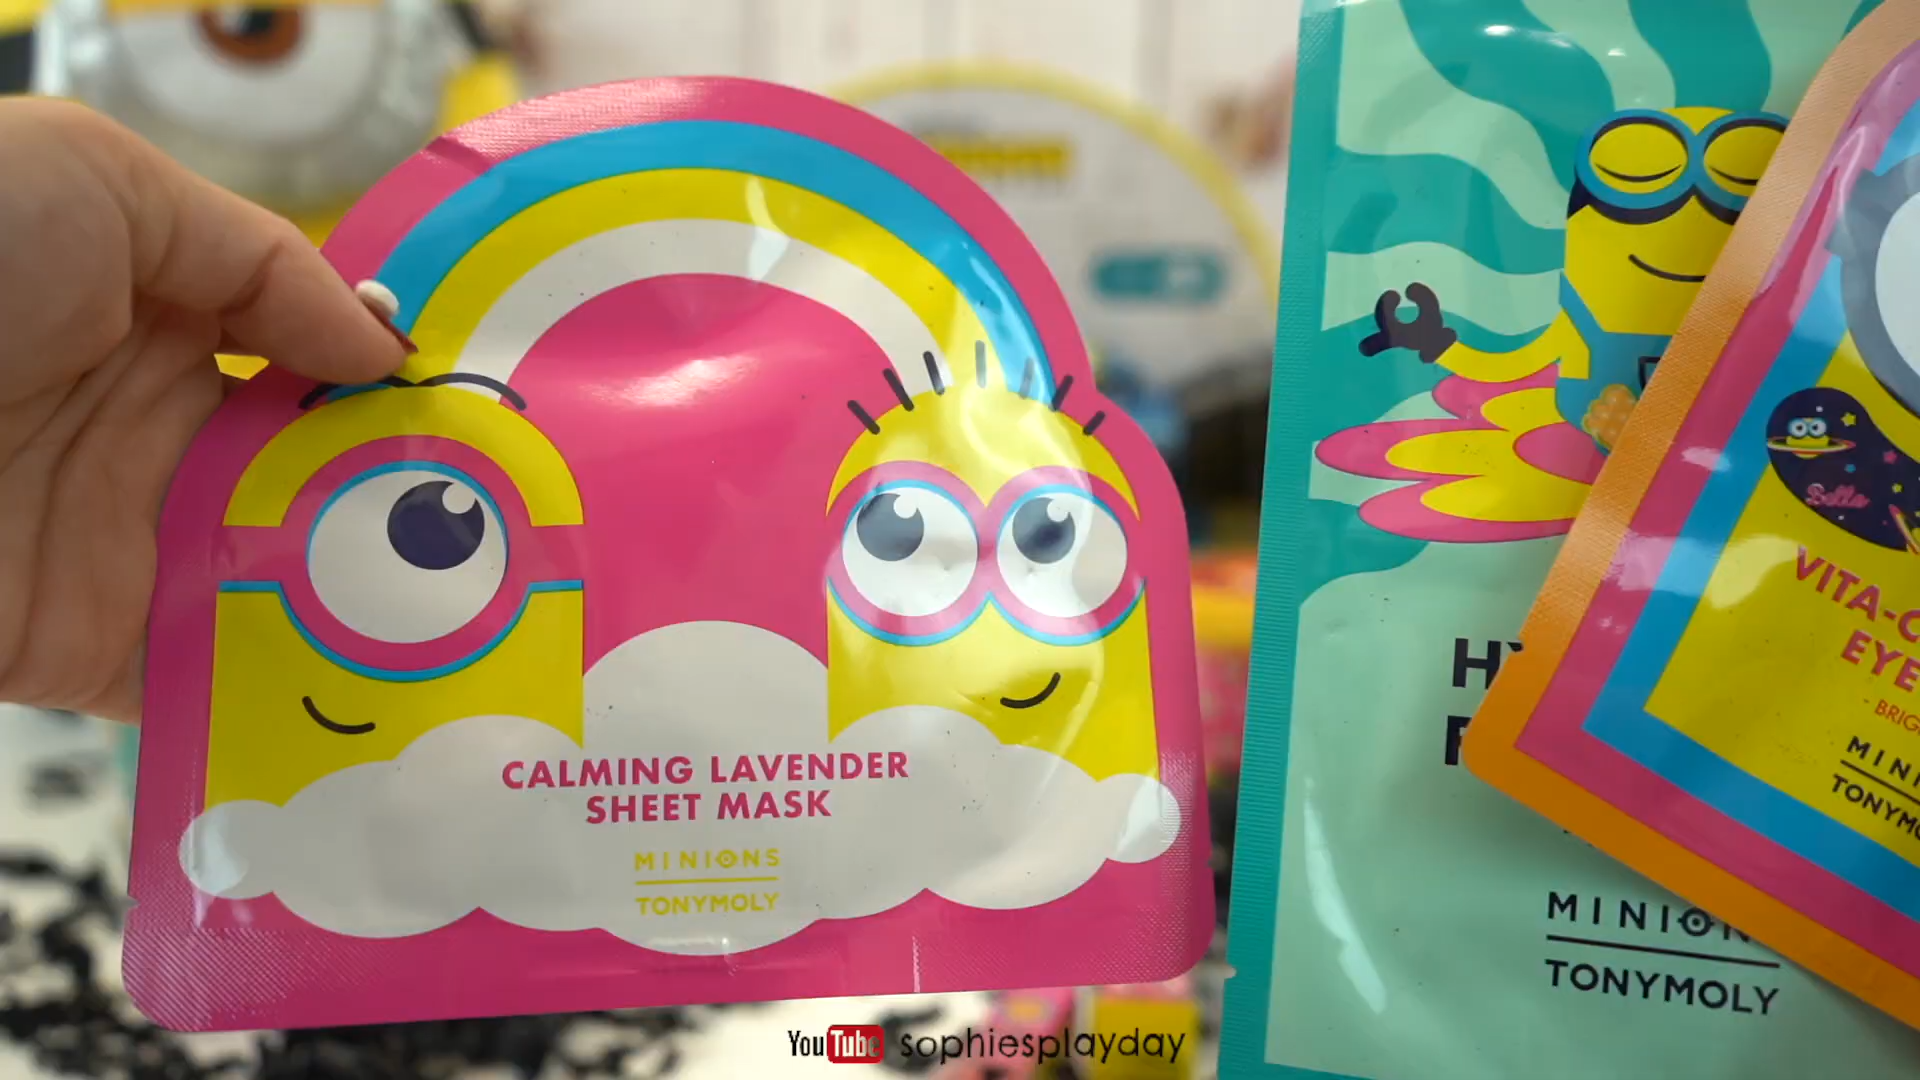 CALMING LAVENDER
SHEET MASK
MINIONS
TONYMOLY
MINION
TONYMOLY
Bello
VITA-C
EYE
- BRIG
MINI
TONYMO
YouTube sophiesplayday